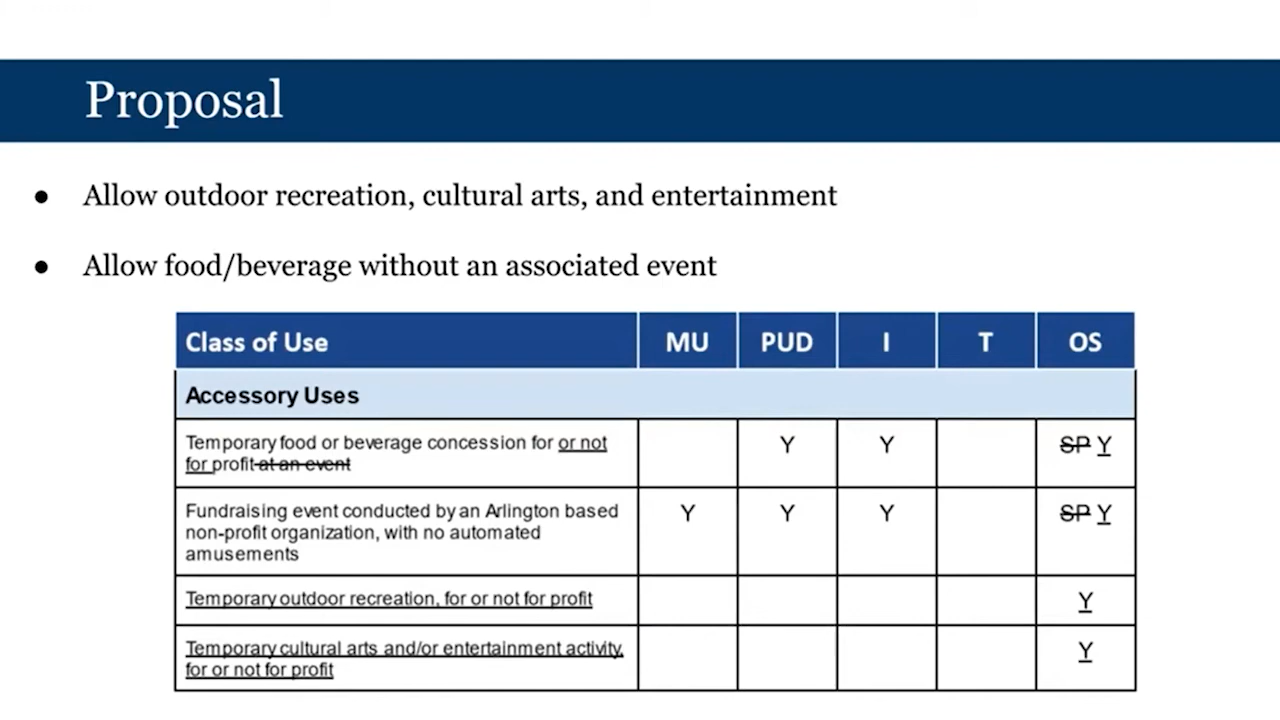 Proposal
● Allow outdoor recreation, cultural arts, and entertainment
● Allow food/beverage without an associated event
Class of Use MU PUD I T OS
Accessory Uses
Temporary food or beverage concession for or not
for profit at an event Y Y SP Y
Fundraising event conducted by an Arlington based
non-profit organization, with no automated
amusements Y Y Y SP Y
Temporary outdoor recreation, for or not for profit Y
Temporary cultural arts and/or entertainment activity,
for or not for profit Y